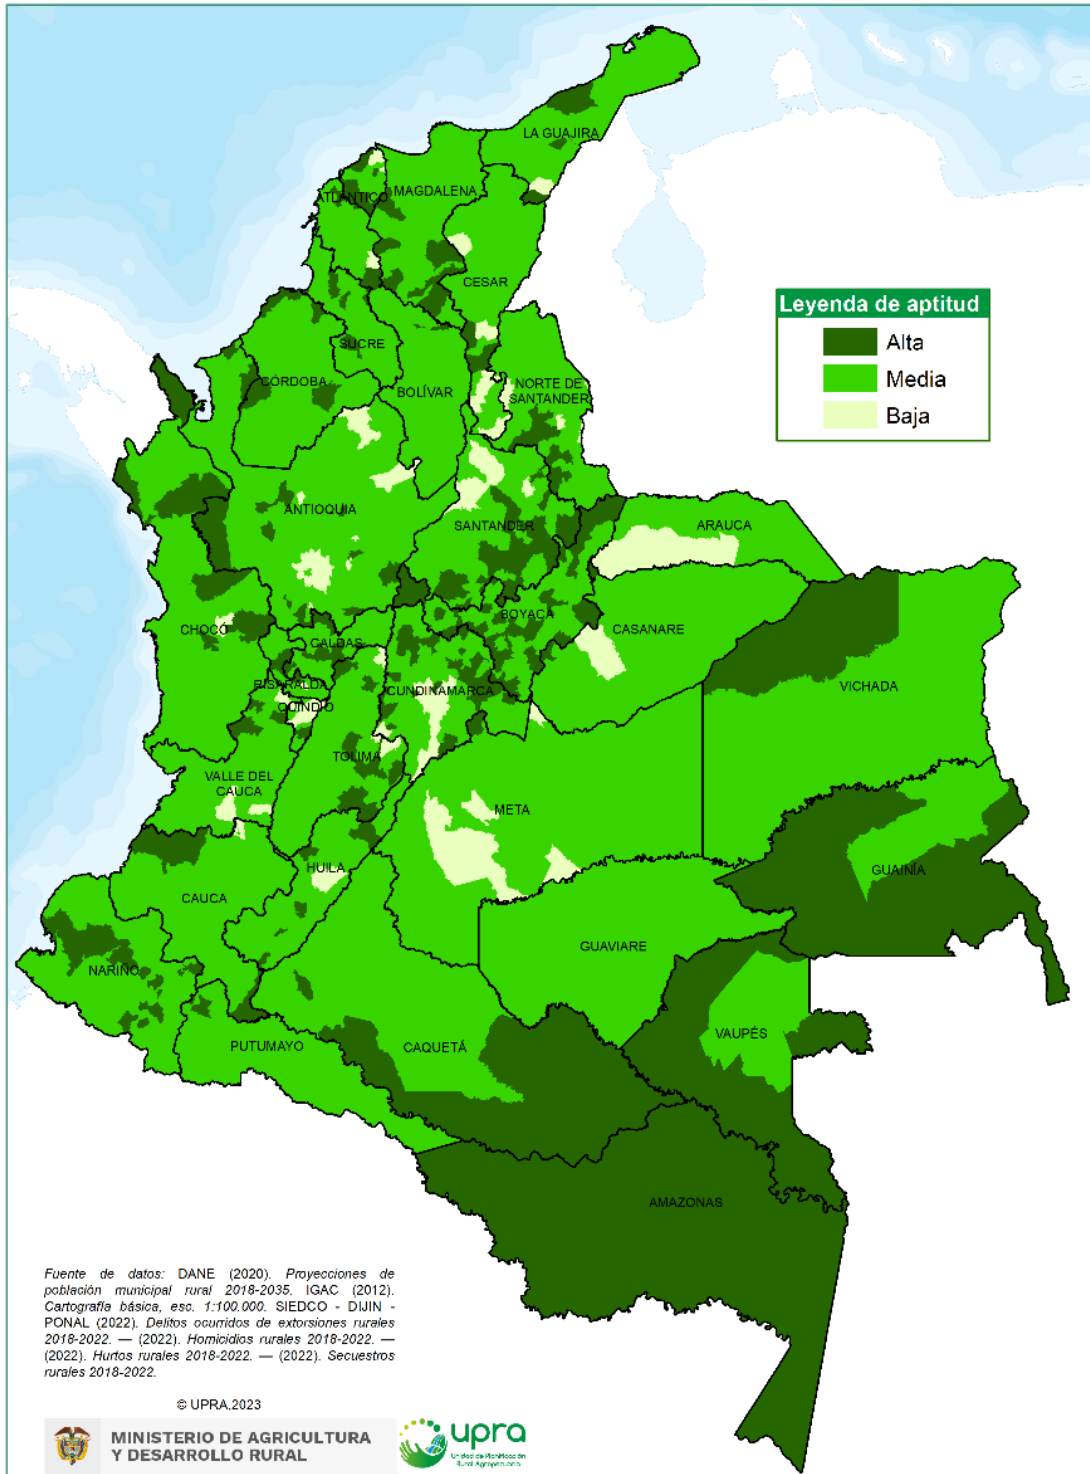 LA GUAJIRA
ATLÁNTICO
MAGDALENA
CESAR
Leyenda de aptitud
Alta
Media
Baja
SUCRE
CÓRDOBA
BOLÍVAR
NORTE DE
SANTANDER
ANTIOQUIA
SANTANDER
ARAUCA
BOYACÁ
CHOCÓ
CALDAS
CASANARE
RISARALDA
CUNDINAMARCA
VICHADA
QUINDÍO
TOLIMA
VALLE DEL
CAUCA
META
HUILA
GUAINÍA
CAUCA
GUAVIARE
NARIÑO
VAUPÉS
PUTUMAYO
CAQUETÁ
AMAZONAS
Fuente de datos: DANE (2020). Proyecciones de
población municipal rural 2018-2035. IGAC (2012).
Cartografía básica, esc. 1:100.000. SIEDCO - DIJIN -
PONAL (2022). Delitos ocurridos de extorsiones rurales
2018-2022. — (2022). Homicidios rurales 2018-2022. —
(2022). Hurtos rurales 2018-2022. — (2022). Secuestros
rurales 2018-2022.
© UPRA,2023
MINISTERIO DE AGRICULTURA
Y DESARROLLO RURAL
upra
Unidad de Planificación
Rural Agropecuaria